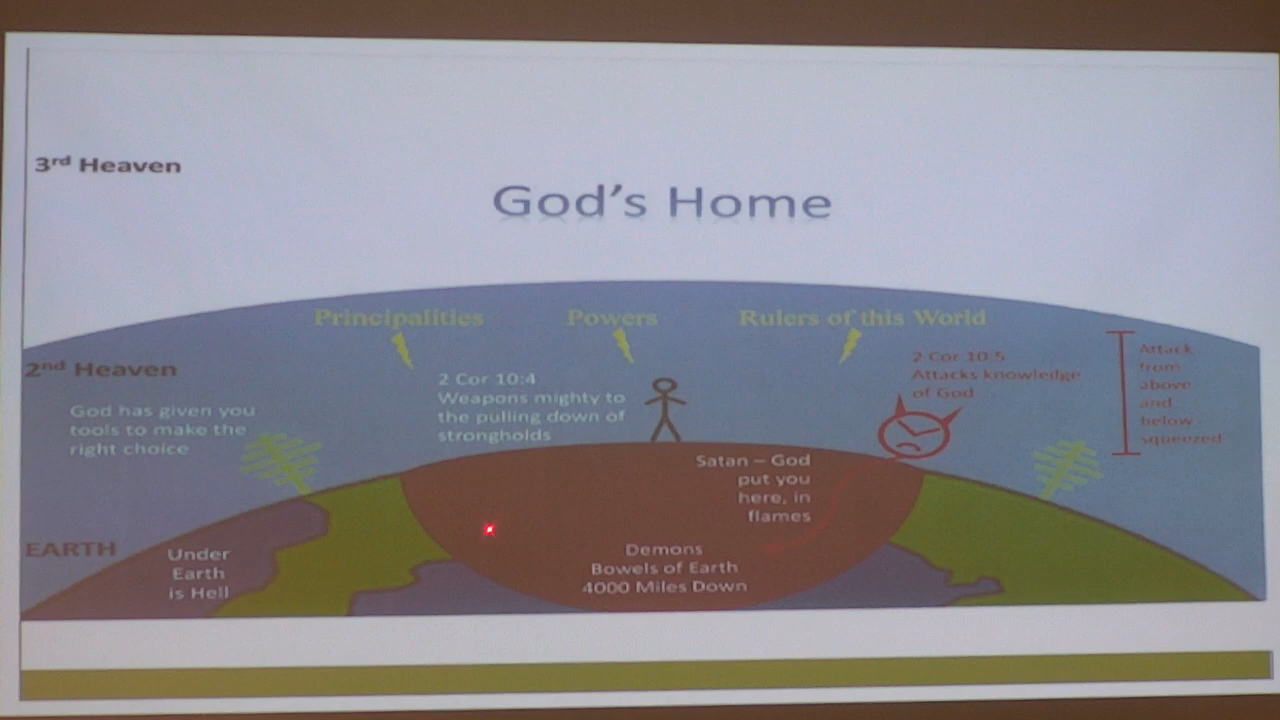 3rd Heaven
God's Home
Principalities
Powers
Rulers of this World
2nd Heaven
God has given you
tools to make the
right choice
2 Cor 10:4
Weapons mighty to
the pulling down of
strongholds
2 Cor 10:5
Attacks knowledge
of God
Attack
from
above
and
below
squeezed
Satan – God
put you
here, in
flames
EARTH
Under
Earth
is Hell
Demons
Bowels of Earth
4000 Miles Down